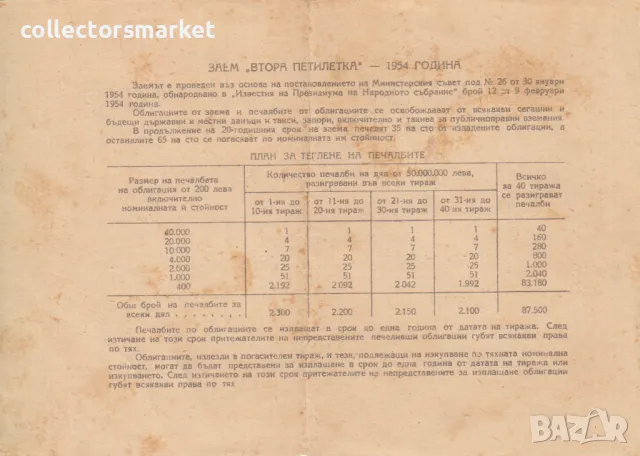 collectorsmarket
ЗАЕМ „ВТОРА ПЕТИЛЕТКА" — 1954 ГОДИНА
Заемът е проведен въз основа на постановлението на Министерския съвет под № 26 от 30 януари
1954 година, обнародвано в „Известия на Президиума на Народното събрание" брой 12 от 9 февруари
1954 година.
Облигациите от заема и печалбите от облигациите се освобождават от всякакви сегашни и
бъдещи държавни и местни данъци и такси, запори, включително и такива за публичноправни вземания.
В продължение на 20-годишния срок на заема печелят 35 на сто от издадените облигации, а
останалите 65 на сто се погасяват по номиналната им стойност.
ПЛАН ЗА ТЕГЛЕНЕ НА ПЕЧАЛБИТЕ
Размер на печалбата
на облигация от 200 лева
включително
номиналната ѝ стойност
Количество печалби на дял от 50.000.000 лева,
разигравани във всеки тираж
Всичко
за 40 тиража
се разиграват
печалби
от 1-ия до
10-ия тираж
от 11-ия до
20-ия тираж
от 21-ия до
30-ия тираж
от 31-ия до
40-ия тираж
40.000 1 1 1 1 40
20.000 4 4 4 4 160
10.000 7 7 7 7 280
4.000 20 20 20 20 800
2.000 25 25 25 25 1.000
1.000 51 51 51 51 2.040
400 2.192 2.092 2.042 1.992 83.180
Общ брой на печалбите за
всеки дял . . . . . . . 2.300 2.200 2.150 2.100 87.500
Печалбите по облигациите се изплащат в срок до една година от датата на тиража. След
изтичане на този срок притежателите на непредставените печеливши облигации губят всякакви права
по тях.
Облигациите, излезли в погасителен тираж, и тези, подлежащи на изкупуване по тяхната номинална
стойност, могат да бъдат представени за изплащане в срок до една година от датата на тиража или
изкупуването. След изтичането на този срок притежателите на непредставените за изплащане облигации
губят всякакви права по тях
collectorsmarket
BAZAR
.bg